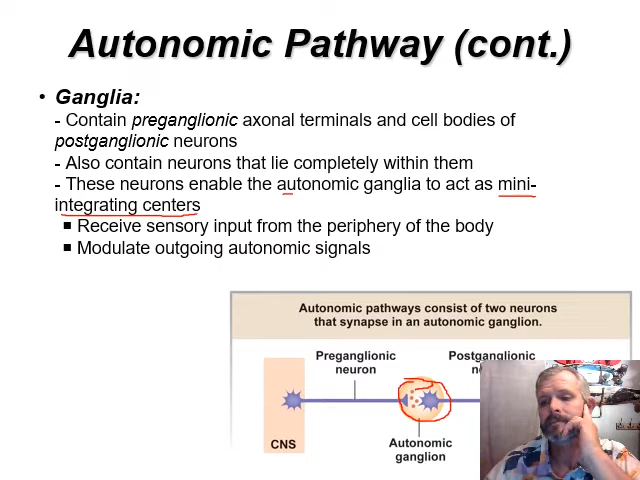 Autonomic Pathway (cont.)
• Ganglia:
- Contain preganglionic axonal terminals and cell bodies of
postganglionic neurons
- Also contain neurons that lie completely within them
- These neurons enable the autonomic ganglia to act as mini-
integrating centers
■ Receive sensory input from the periphery of the body
■ Modulate outgoing autonomic signals
Autonomic pathways consist of two neurons
that synapse in an autonomic ganglion.
Preganglionic
neuron
Postganglionic
CNS
Autonomic
ganglion